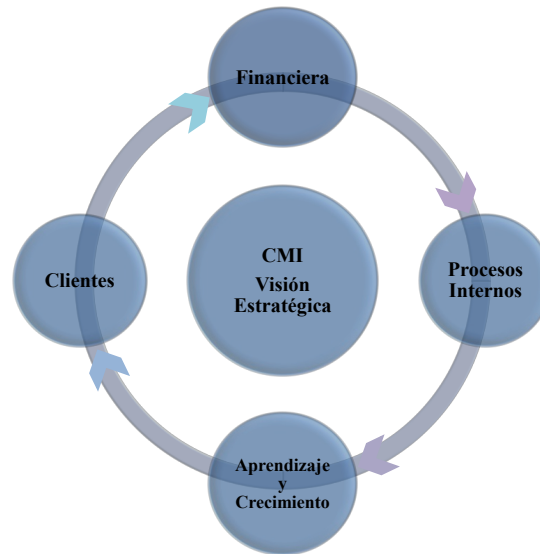 Financiera
Clientes
CMI
Visión
Estratégica
Procesos
Internos
Aprendizaje
y
Crecimiento